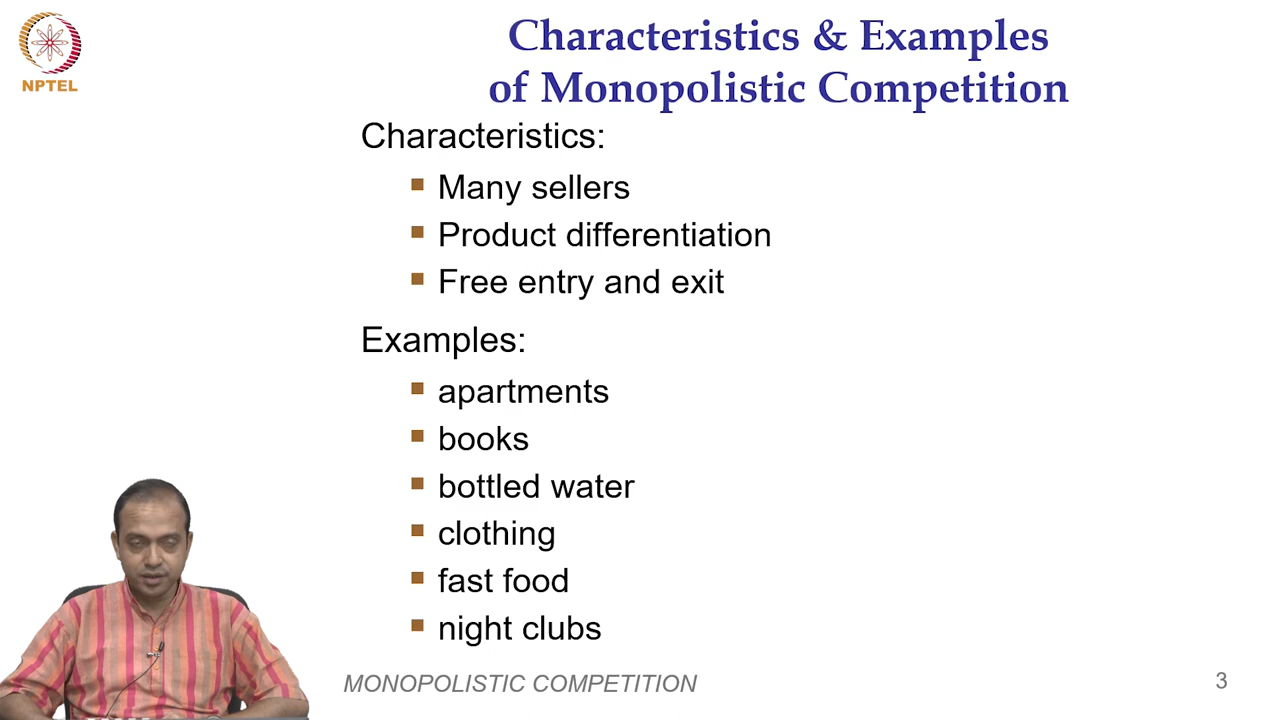 NPTEL
Characteristics & Examples
of Monopolistic Competition
Characteristics:
Many sellers
Product differentiation
Free entry and exit
Examples:
apartments
books
bottled water
clothing
fast food
night clubs
MONOPOLISTIC COMPETITION
3